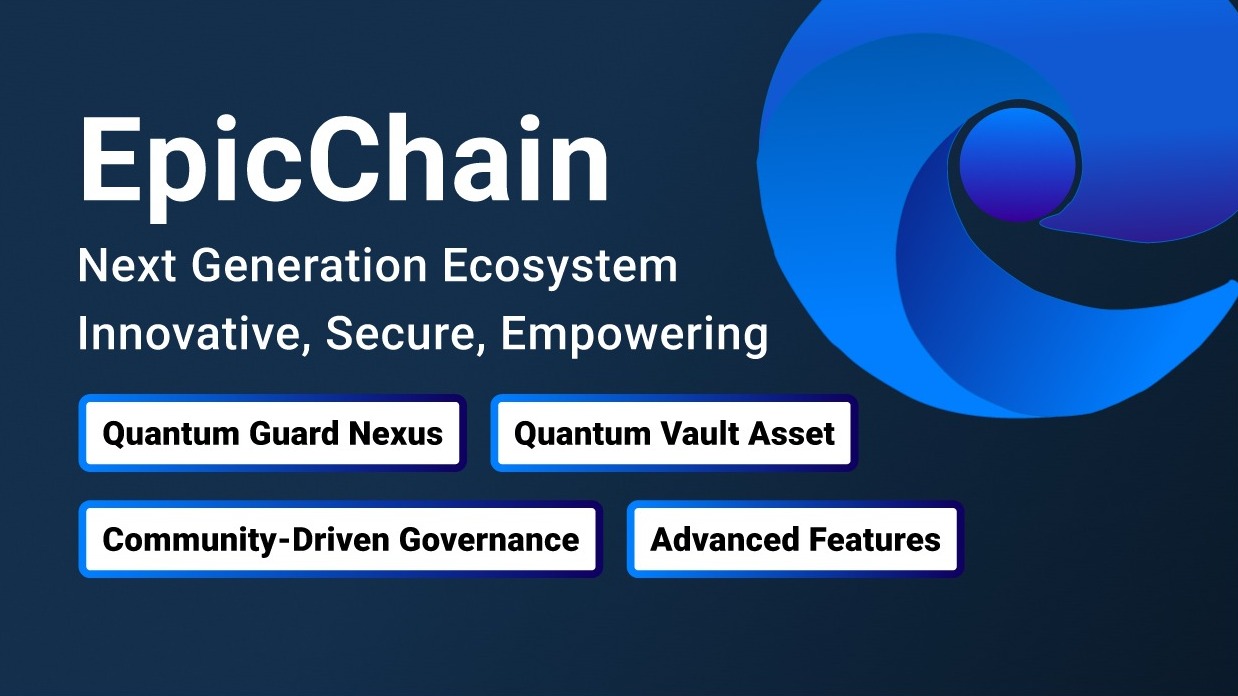 EpicChain
Next Generation Ecosystem
Innovative, Secure, Empowering
Quantum Guard Nexus
Quantum Vault Asset
Community-Driven Governance
Advanced Features